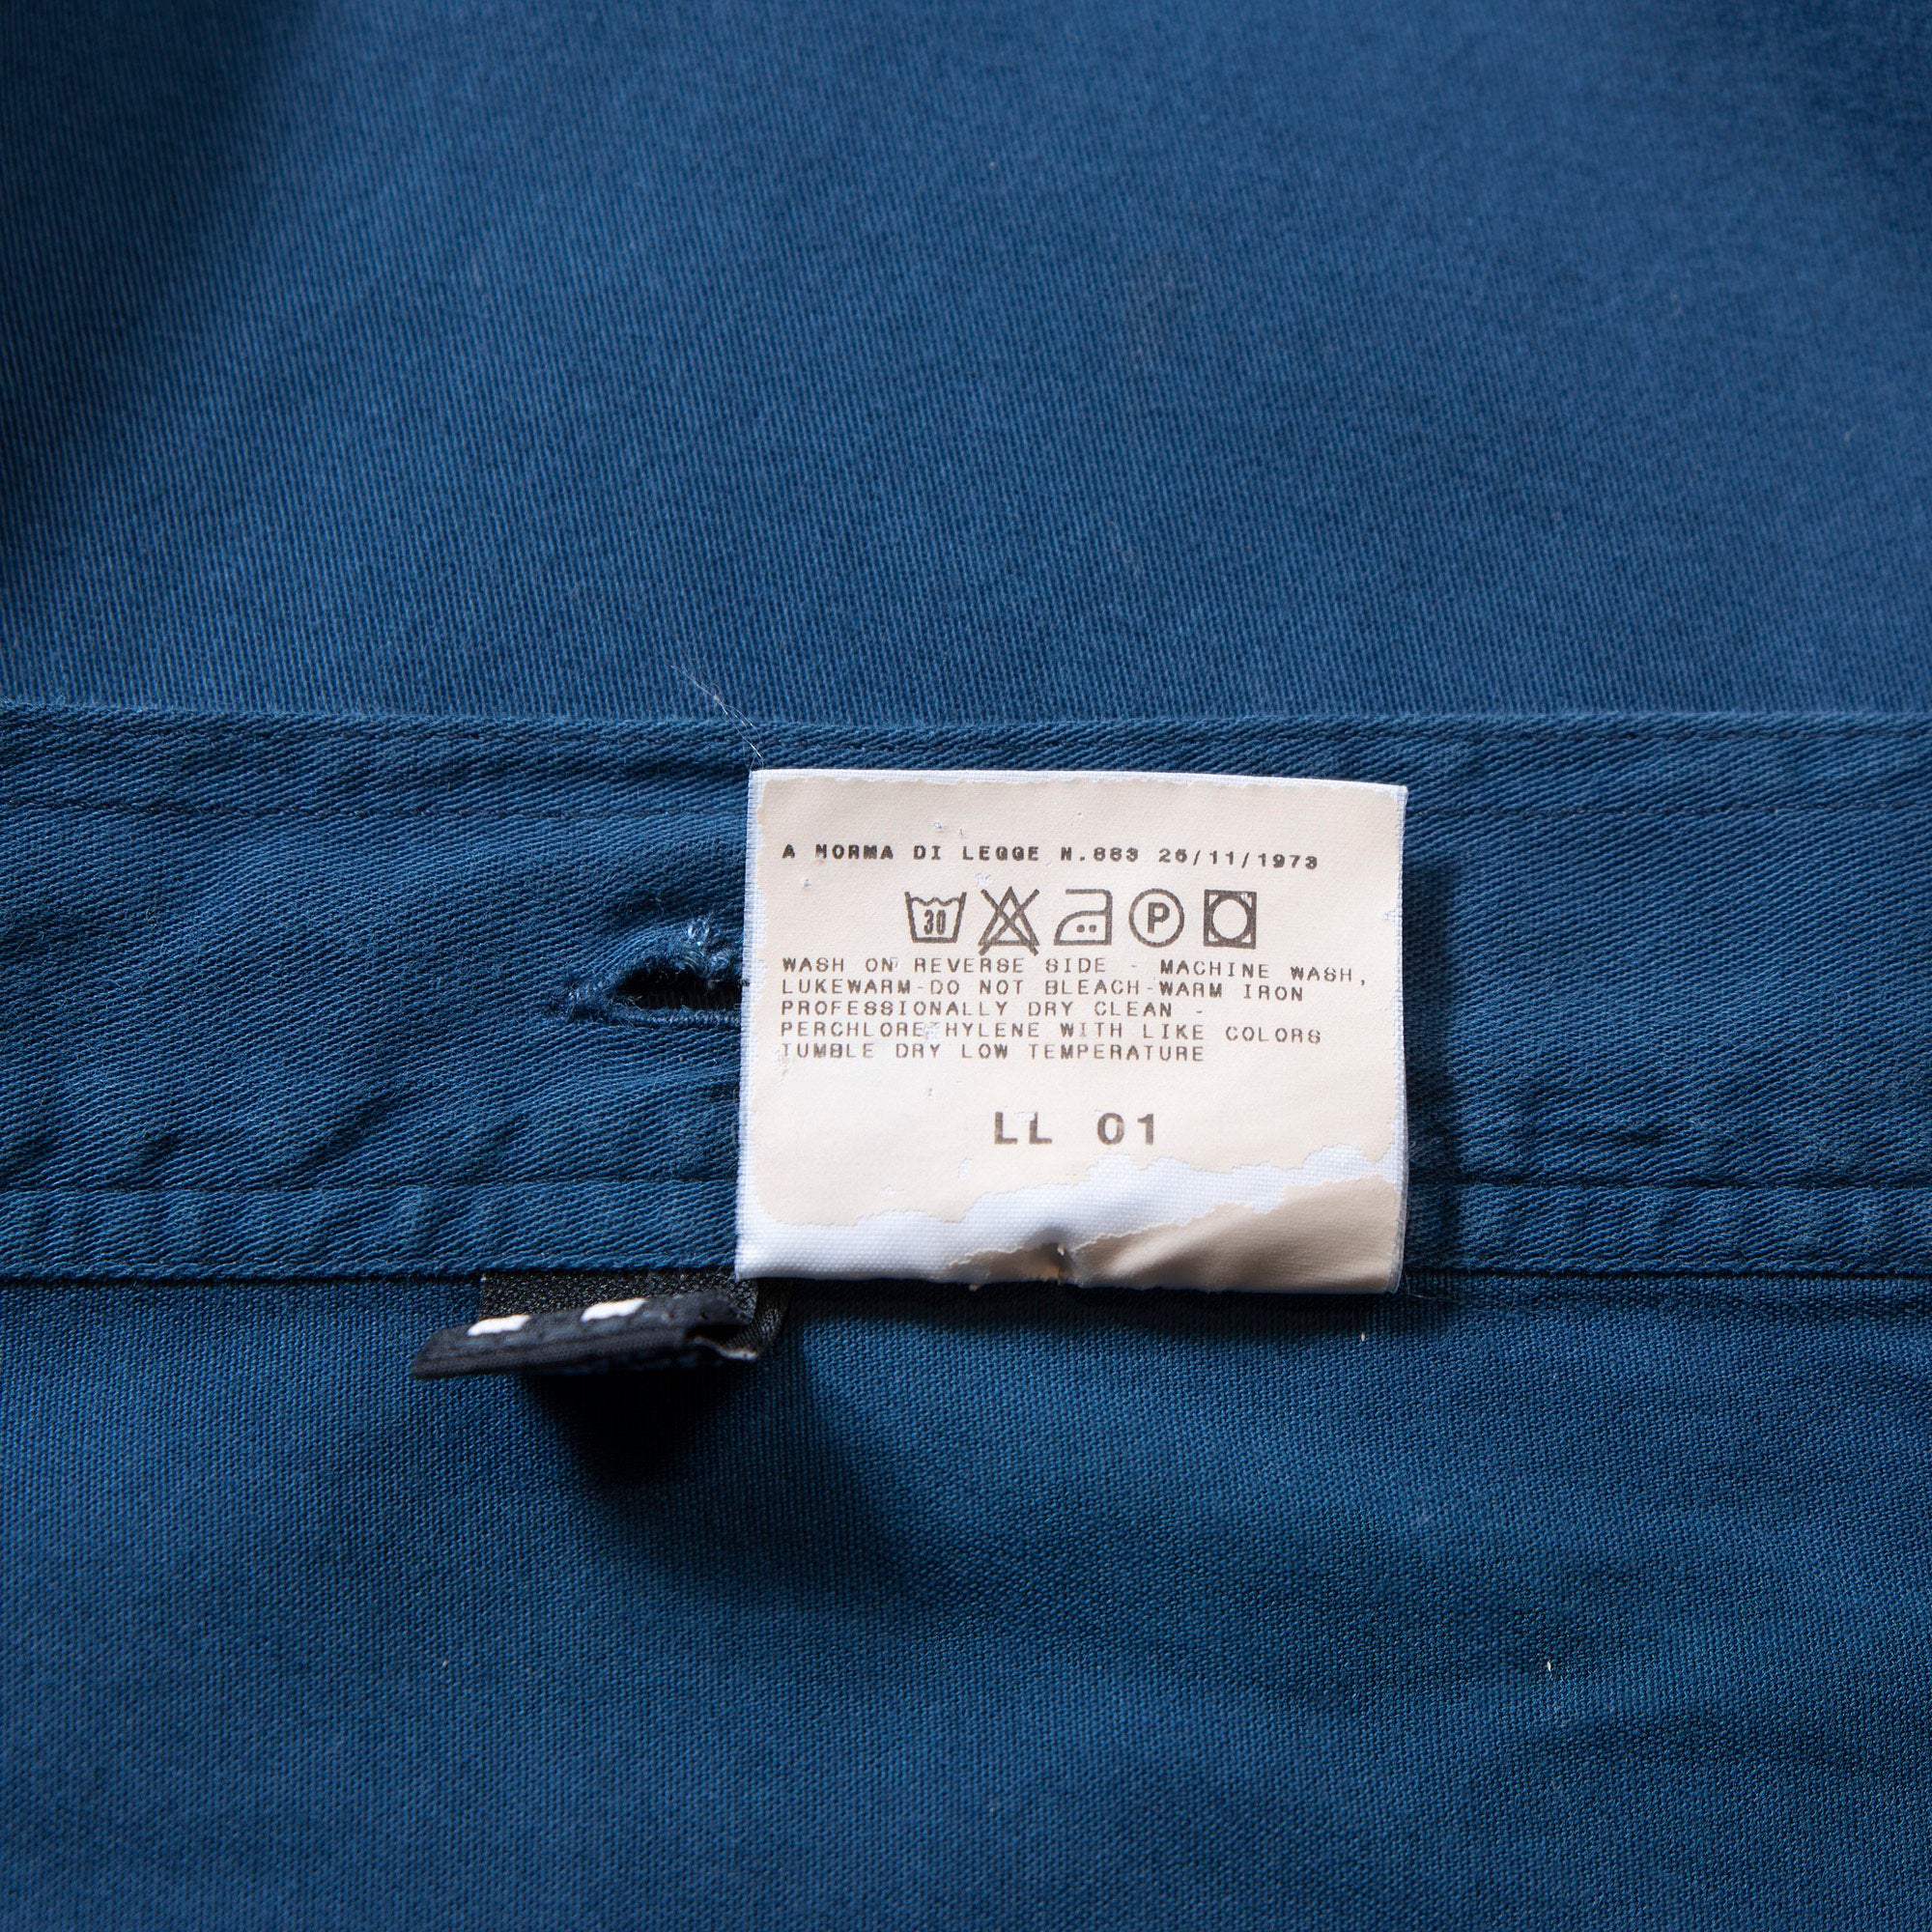 A NORMA DI LEGGE N.883 26/11/1973
30 P
WASH ON REVERSE SIDE - MACHINE WASH,
LUKEWARM-DO NOT BLEACH-WARM IRON
PROFESSIONALLY DRY CLEAN -
PERCHLORETHYLENE WITH LIKE COLORS
TUMBLE DRY LOW TEMPERATURE
LL 01